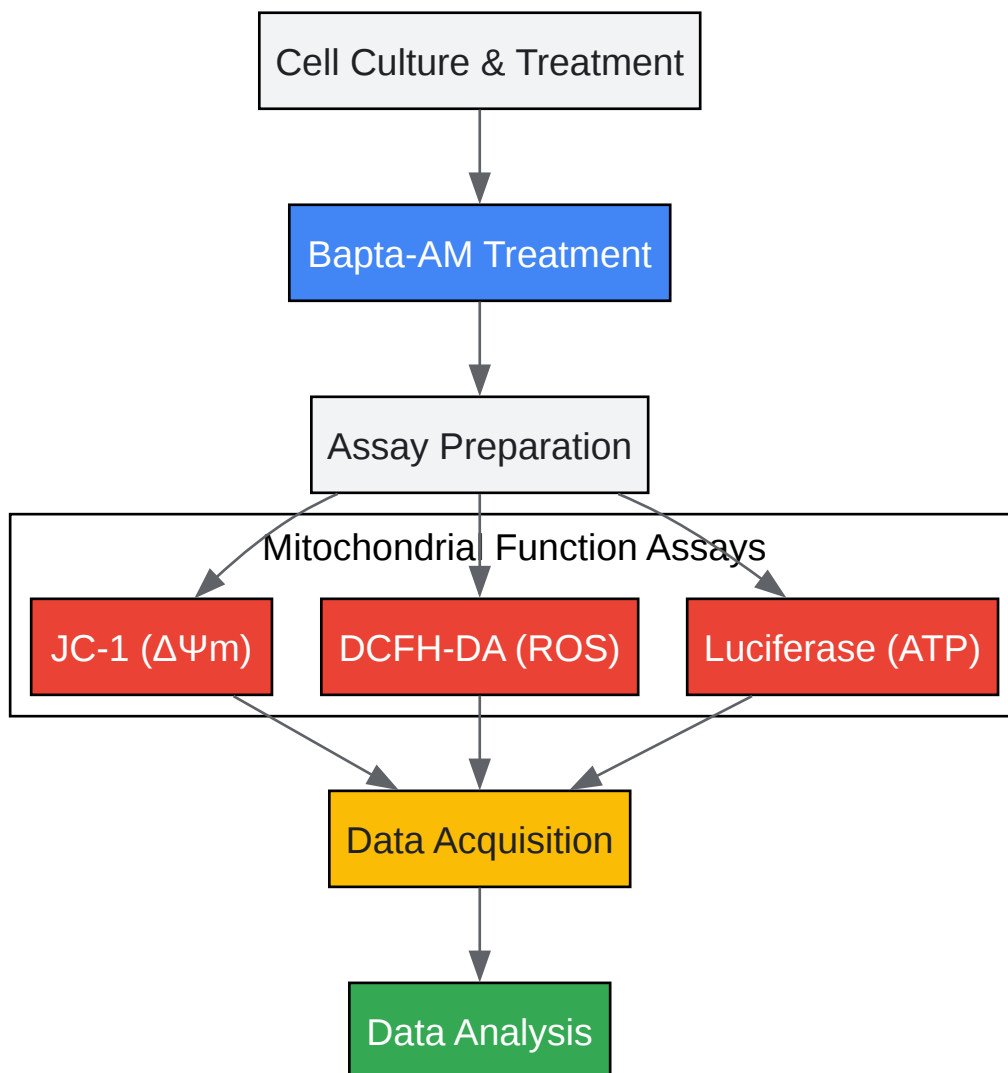 Cell Culture & Treatment
Bapta-AM Treatment
Assay Preparation
Mitochondrial Function Assays
JC-1 (ΔΨm)
DCFH-DA (ROS)
Luciferase (ATP)
Data Acquisition
Data Analysis